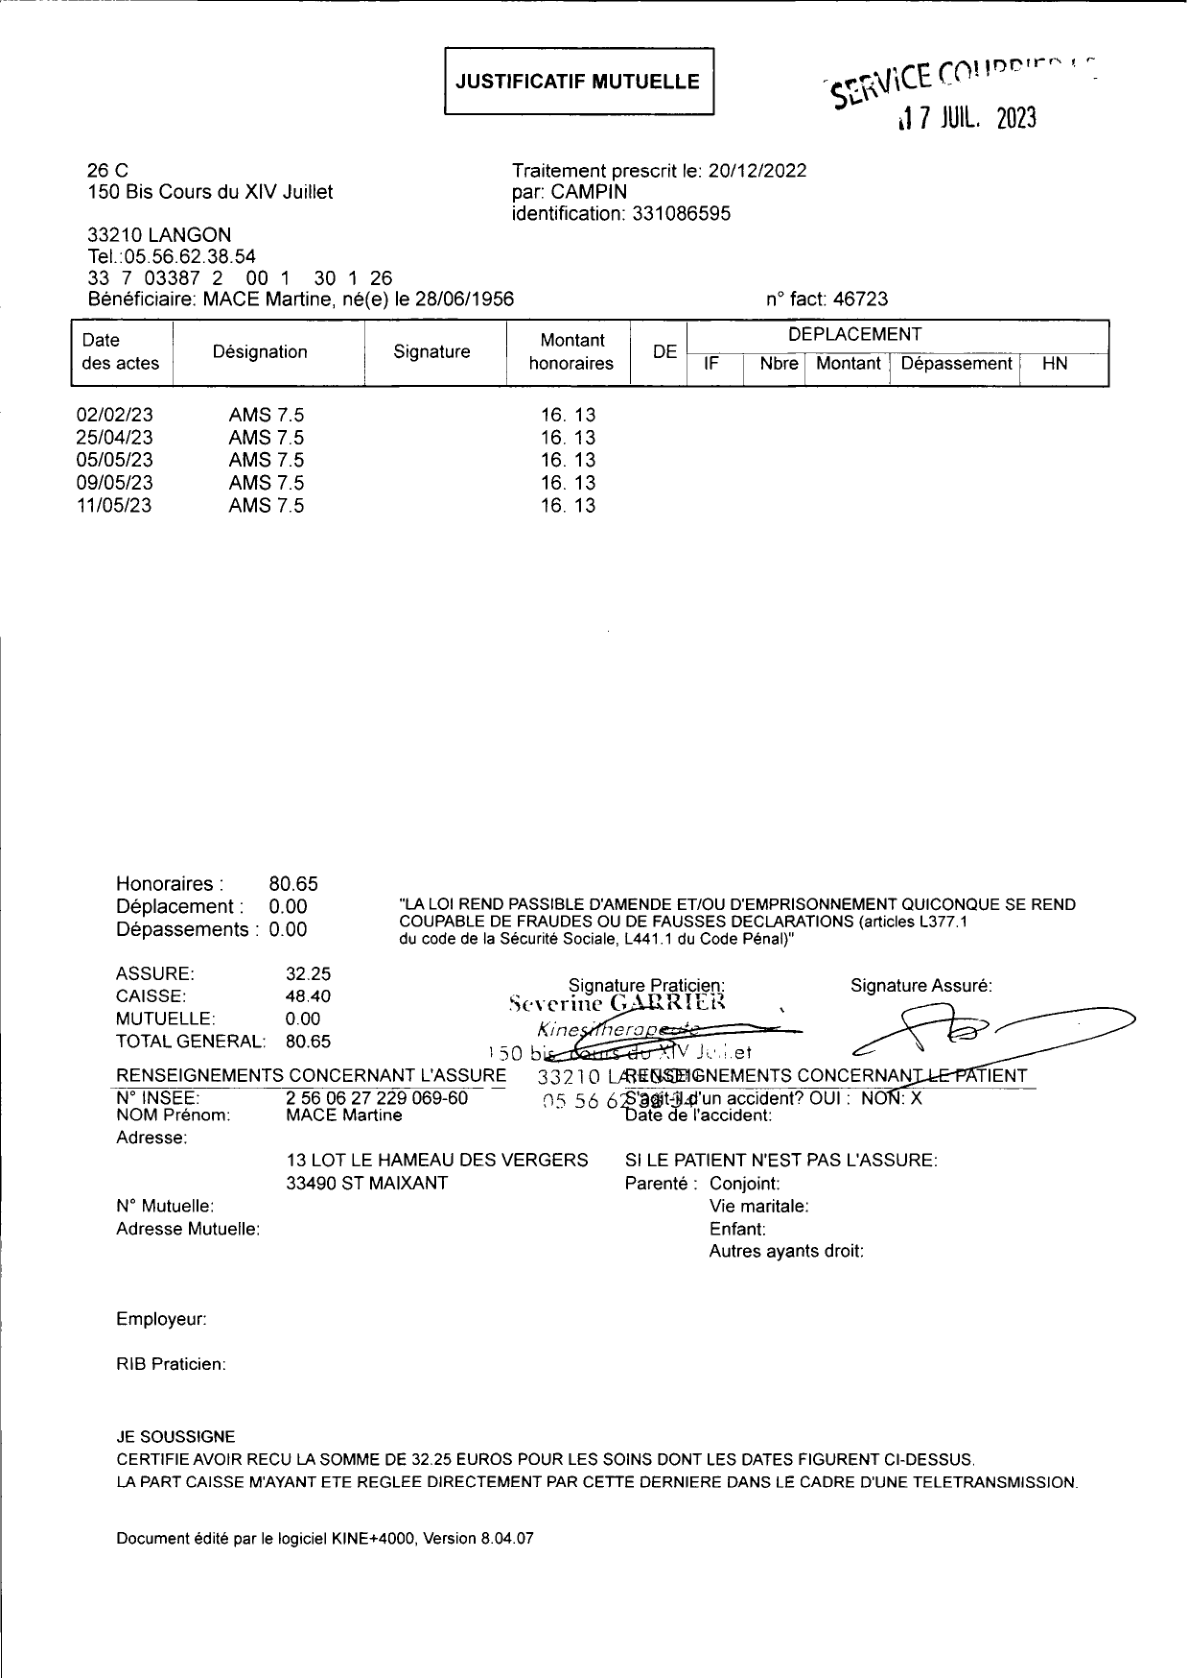 JUSTIFICATIF MUTUELLE
SERVICE
17 JUIL. 2023
26 C
150 Bis Cours du XIV Juillet
33210 LANGON
Tel.:05.56.62.38.54
33 7 03387 2 00 1 30 1 26
Bénéficiaire: MACE Martine, né(e) le 28/06/1956
Traitement prescrit le: 20/12/2022
par: CAMPIN
identification: 331086595
n° fact: 46723
Date des actes Désignation Signature Montant honoraires DE DEPLACEMENT
IF Nbre Montant Dépassement HN
02/02/23 AMS 7.5 16. 13
25/04/23 AMS 7.5 16. 13
05/05/23 AMS 7.5 16. 13
09/05/23 AMS 7.5 16. 13
11/05/23 AMS 7.5 16. 13
Honoraires : 80.65
Déplacement : 0.00
Dépassements : 0.00
"LA LOI REND PASSIBLE D'AMENDE ET/OU D'EMPRISONNEMENT QUICONQUE SE REND
COUPABLE DE FRAUDES OU DE FAUSSES DECLARATIONS (articles L377.1
du code de la Sécurité Sociale, L441.1 du Code Pénal)"
ASSURE: 32.25
CAISSE: 48.40
MUTUELLE: 0.00
TOTAL GENERAL: 80.65
Signature Praticien:
Severine GARRIER
Kinesitherapeute
150 bis cours du XIV Juillet
33210
05 56 62
Signature Assuré:
RENSEIGNEMENTS CONCERNANT L'ASSURE
N° INSEE: 2 56 06 27 229 069-60
NOM Prénom: MACE Martine
Adresse:
13 LOT LE HAMEAU DES VERGERS
33490 ST MAIXANT
N° Mutuelle:
Adresse Mutuelle:
RENSEIGNEMENTS CONCERNANT LE PATIENT
S'agit-il d'un accident? OUI : NON: X
Date de l'accident:
SI LE PATIENT N'EST PAS L'ASSURE:
Parenté : Conjoint:
Vie maritale:
Enfant:
Autres ayants droit:
Employeur:
RIB Praticien:
JE SOUSSIGNE
CERTIFIE AVOIR RECU LA SOMME DE 32.25 EUROS POUR LES SOINS DONT LES DATES FIGURENT CI-DESSUS.
LA PART CAISSE M'AYANT ETE REGLEE DIRECTEMENT PAR CETTE DERNIERE DANS LE CADRE D'UNE TELETRANSMISSION.
Document édité par le logiciel KINE+4000, Version 8.04.07